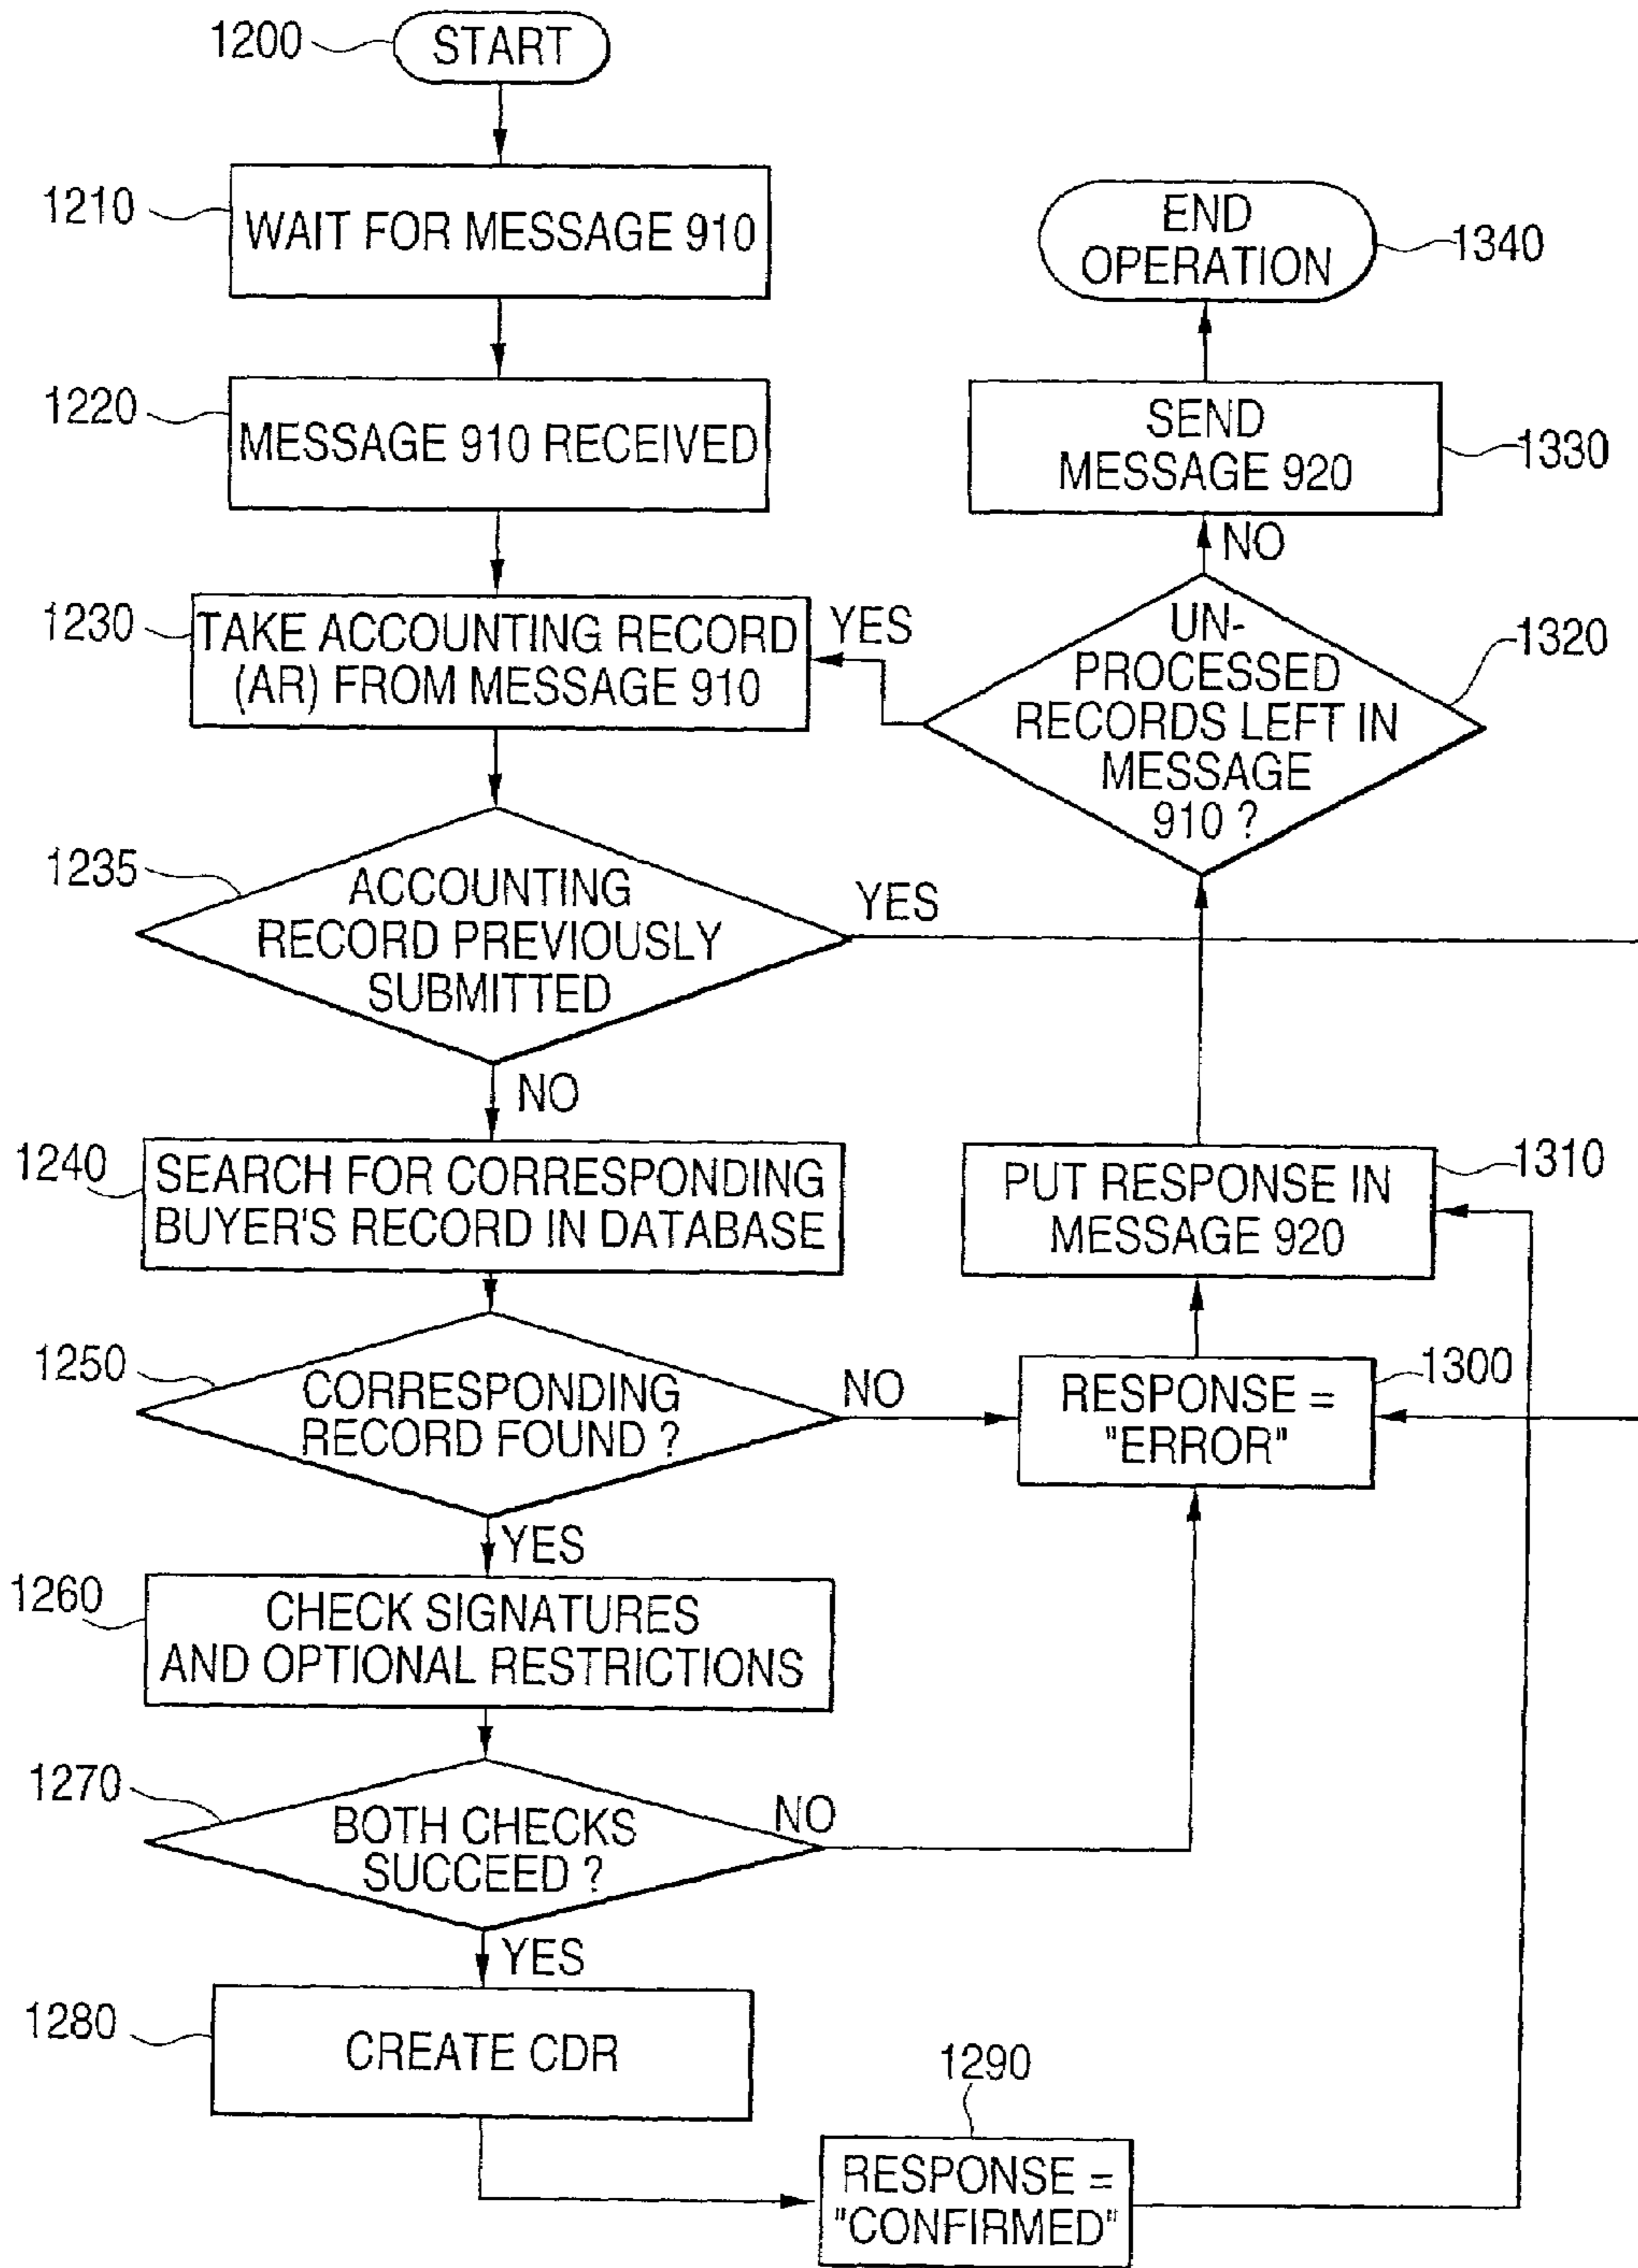 1200
START
1210
WAIT FOR MESSAGE 910
1220
MESSAGE 910 RECEIVED
1230
TAKE ACCOUNTING RECORD
(AR) FROM MESSAGE 910
1235
ACCOUNTING
RECORD PREVIOUSLY
SUBMITTED
YES
NO
1240
SEARCH FOR CORRESPONDING
BUYER'S RECORD IN DATABASE
1250
CORRESPONDING
RECORD FOUND ?
NO
YES
1260
CHECK SIGNATURES
AND OPTIONAL RESTRICTIONS
1270
BOTH CHECKS
SUCCEED ?
NO
YES
1280
CREATE CDR
1290
RESPONSE =
"CONFIRMED"
1300
RESPONSE =
"ERROR"
1310
PUT RESPONSE IN
MESSAGE 920
1320
UN-
PROCESSED
RECORDS LEFT IN
MESSAGE
910 ?
YES
NO
1330
SEND
MESSAGE 920
1340
END
OPERATION